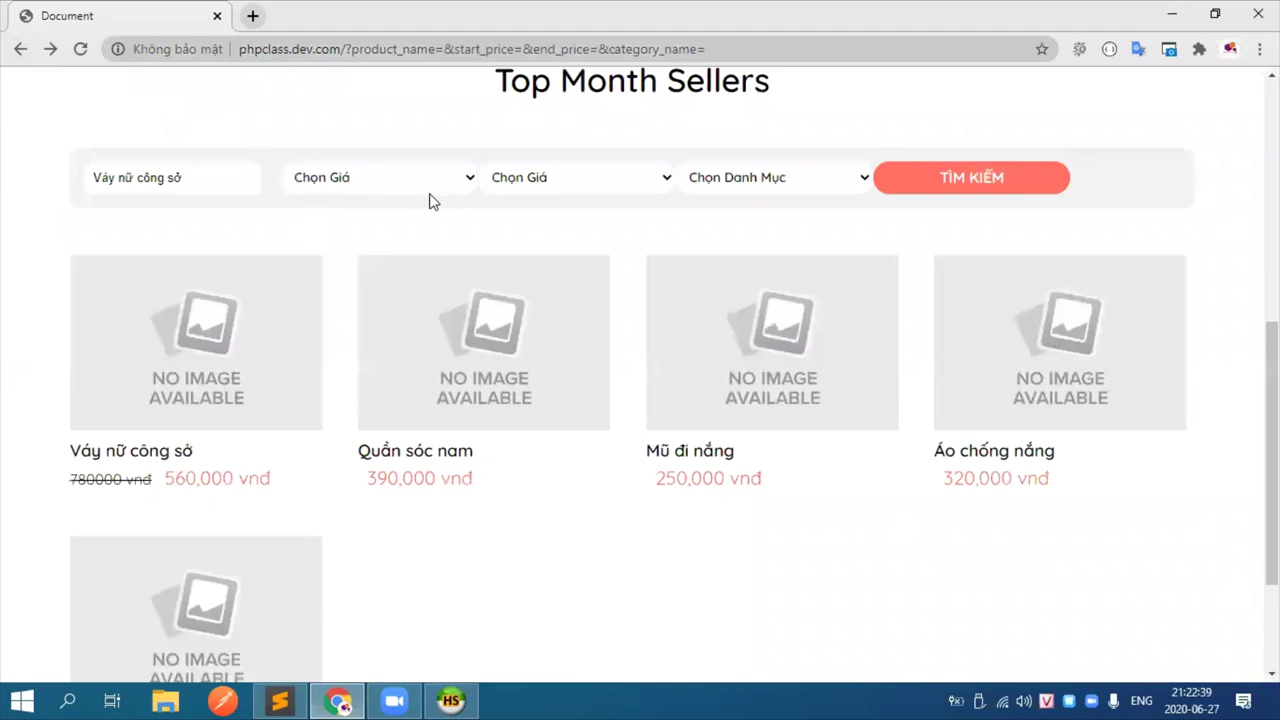 Document
Không bảo mật
phpclass.dev.com/?product_name=&start_price=&end_price=&category_name=
Top Month Sellers
Váy nữ công sở
Chọn Giá
Chọn Giá
Chọn Danh Mục
TÌM KIẾM
NO IMAGE AVAILABLE
NO IMAGE AVAILABLE
NO IMAGE AVAILABLE
NO IMAGE AVAILABLE
Váy nữ công sở
Quần sóc nam
Mũ đi nắng
Áo chống nắng
780000 vnđ 560,000 vnđ
390,000 vnđ
250,000 vnđ
320,000 vnđ
NO IMAGE
AVAILABLE
HS
V
ENG
21:22:39
2020-06-27